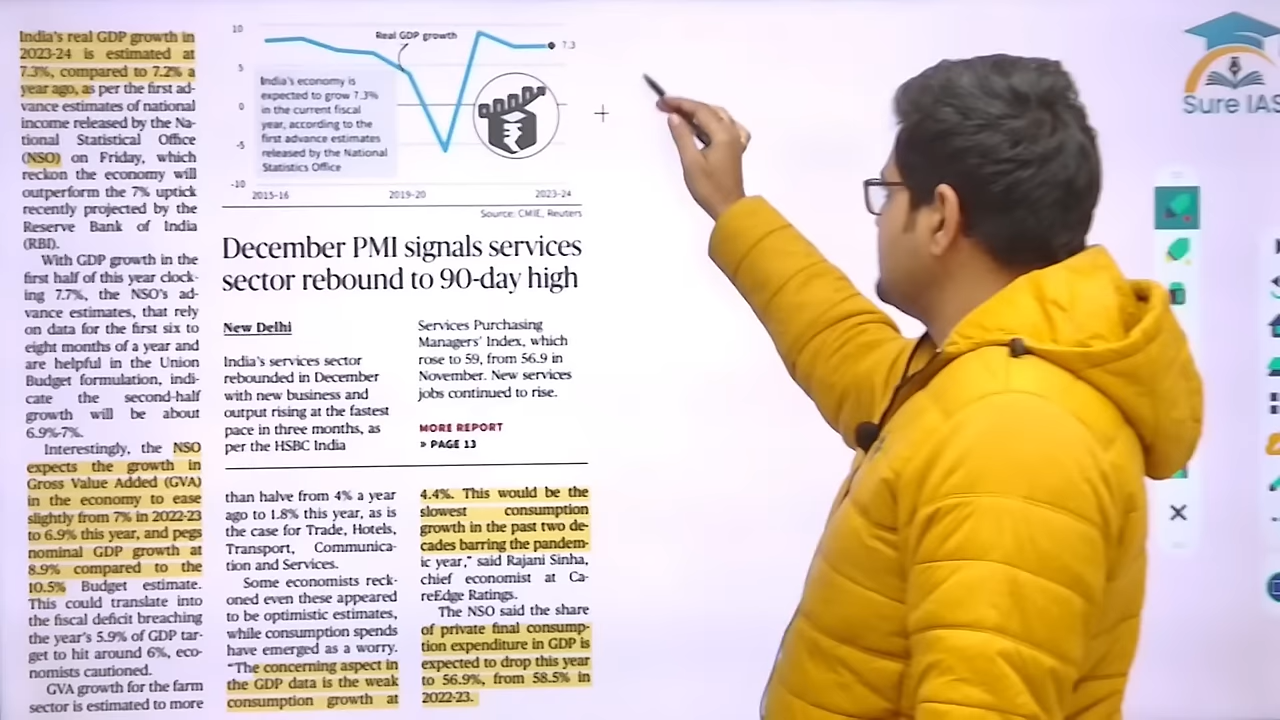 India's real GDP growth in
2023-24 is estimated at
7.3%, compared to 7.2% a
year ago, as per the first ad-
vance estimates of national
income released by the Na-
tional Statistical Office
(NSO) on Friday, which
reckon the economy will
outperform the 7% uptick
recently projected by the
Reserve Bank of India
(RBI).
With GDP growth in the
first half of this year clock-
ing 7.7%, the NSO's ad-
vance estimates, that rely
on data for the first six to
eight months of a year and
are helpful in the Union
Budget formulation, indi-
cate the second-half
growth will be about
6.9%-7%.
Interestingly, the NSO
expects the growth in
Gross Value Added (GVA)
in the economy to ease
slightly from 7% in 2022-23
to 6.9% this year, and pegs
nominal GDP growth at
8.9% compared to the
10.5% Budget estimate.
This could translate into
the fiscal deficit breaching
the year's 5.9% of GDP tar-
get to hit around 6%, eco-
nomists cautioned.
GVA growth for the farm
sector is estimated to more
10
5
0
-5
-10
Real GDP growth
7.3
India's economy is
expected to grow 7.3%
in the current fiscal
year, according to the
first advance estimates
released by the National
Statistics Office
2015-16
2019-20
2023-24
Source: CMIE, Reuters
December PMI signals services
sector rebound to 90-day high
New Delhi
India's services sector
rebounded in December
with new business and
output rising at the fastest
pace in three months, as
per the HSBC India
Services Purchasing
Managers' Index, which
rose to 59, from 56.9 in
November. New services
jobs continued to rise.
MORE REPORT
» PAGE 13
than halve from 4% a year
ago to 1.8% this year, as is
the case for Trade, Hotels,
Transport, Communica-
tion and Services.
Some economists reck-
oned even these appeared
to be optimistic estimates,
while consumption spends
have emerged as a worry.
"The concerning aspect in
the GDP data is the weak
consumption growth at
4.4%. This would be the
slowest consumption
growth in the past two de-
cades barring the pandem-
ic year," said Rajani Sinha,
chief economist at Ca-
reEdge Ratings.
The NSO said the share
of private final consump-
tion expenditure in GDP is
expected to drop this year
to 56.9%, from 58.5% in
2022-23.
Sure IAS